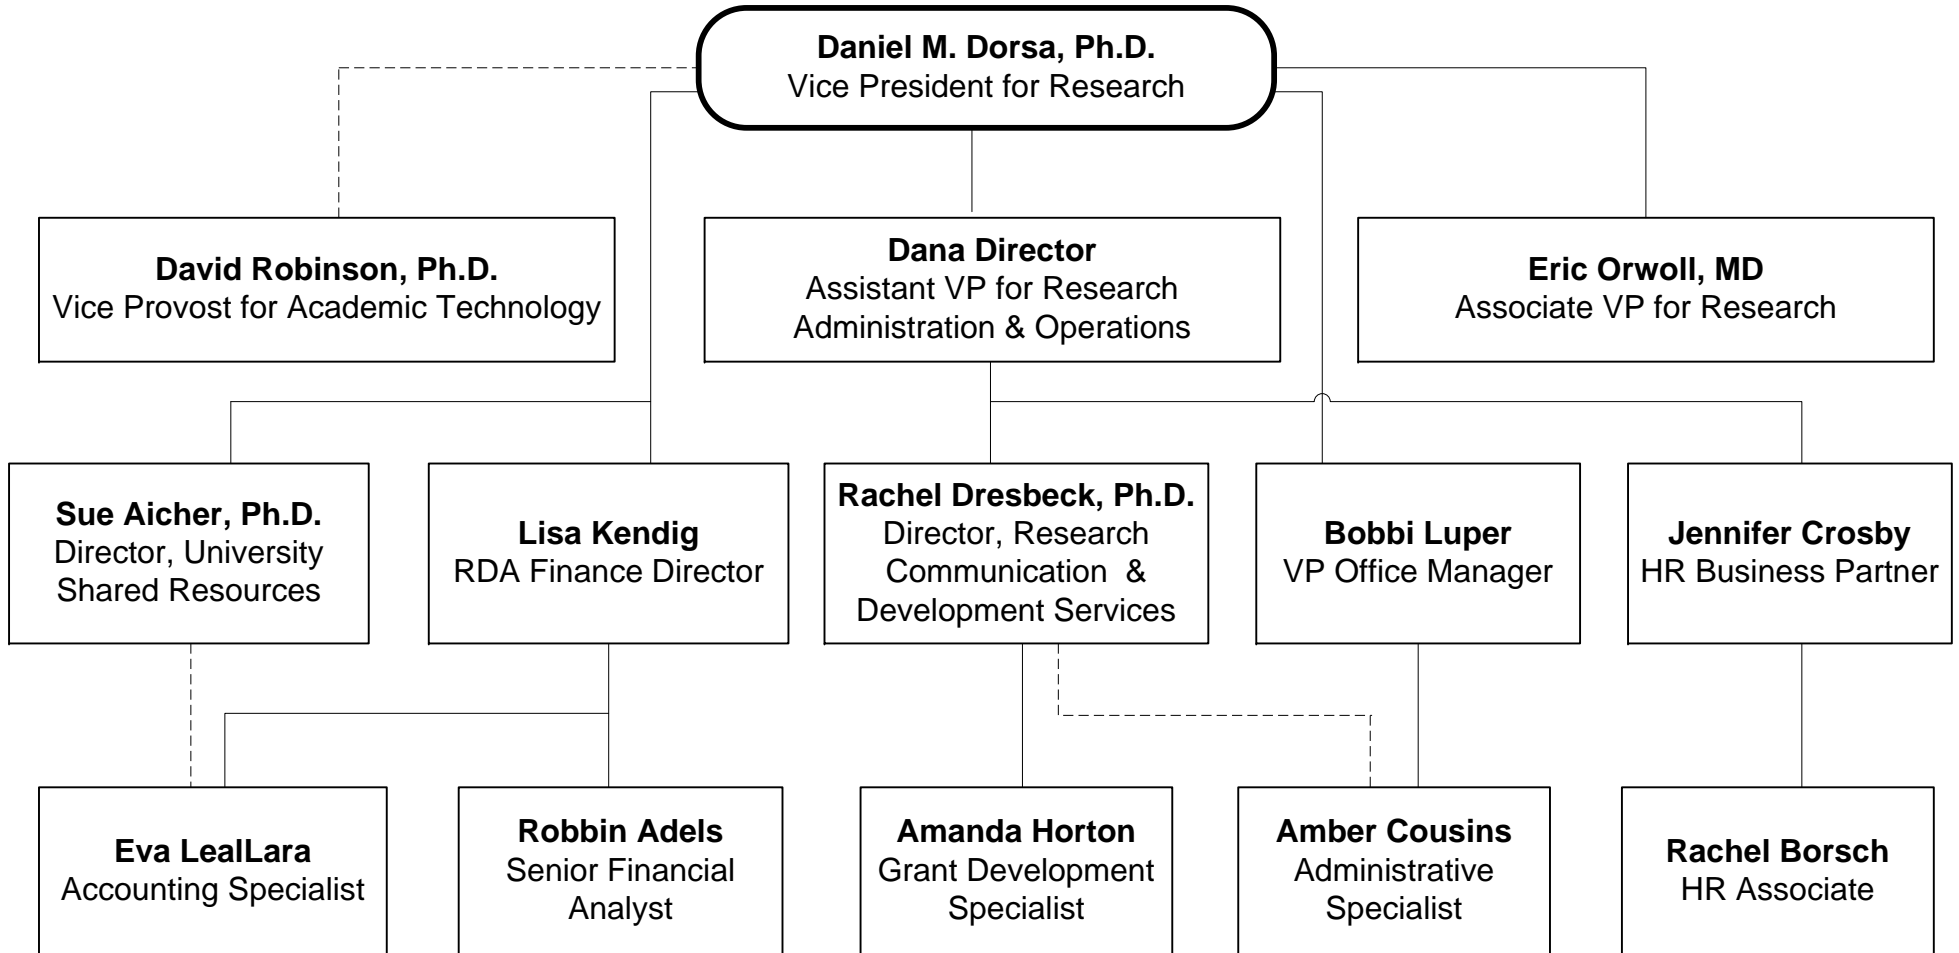 Daniel M. Dorsa, Ph.D.
Vice President for Research
David Robinson, Ph.D.
Vice Provost for Academic Technology
Dana Director
Assistant VP for Research
Administration & Operations
Eric Orwoll, MD
Associate VP for Research
Sue Aicher, Ph.D.
Director, University
Shared Resources
Lisa Kendig
RDA Finance Director
Rachel Dresbeck, Ph.D.
Director, Research
Communication &
Development Services
Bobbi Luper
VP Office Manager
Jennifer Crosby
HR Business Partner
Eva LealLara
Accounting Specialist
Robbin Adels
Senior Financial
Analyst
Amanda Horton
Grant Development
Specialist
Amber Cousins
Administrative
Specialist
Rachel Borsch
HR Associate